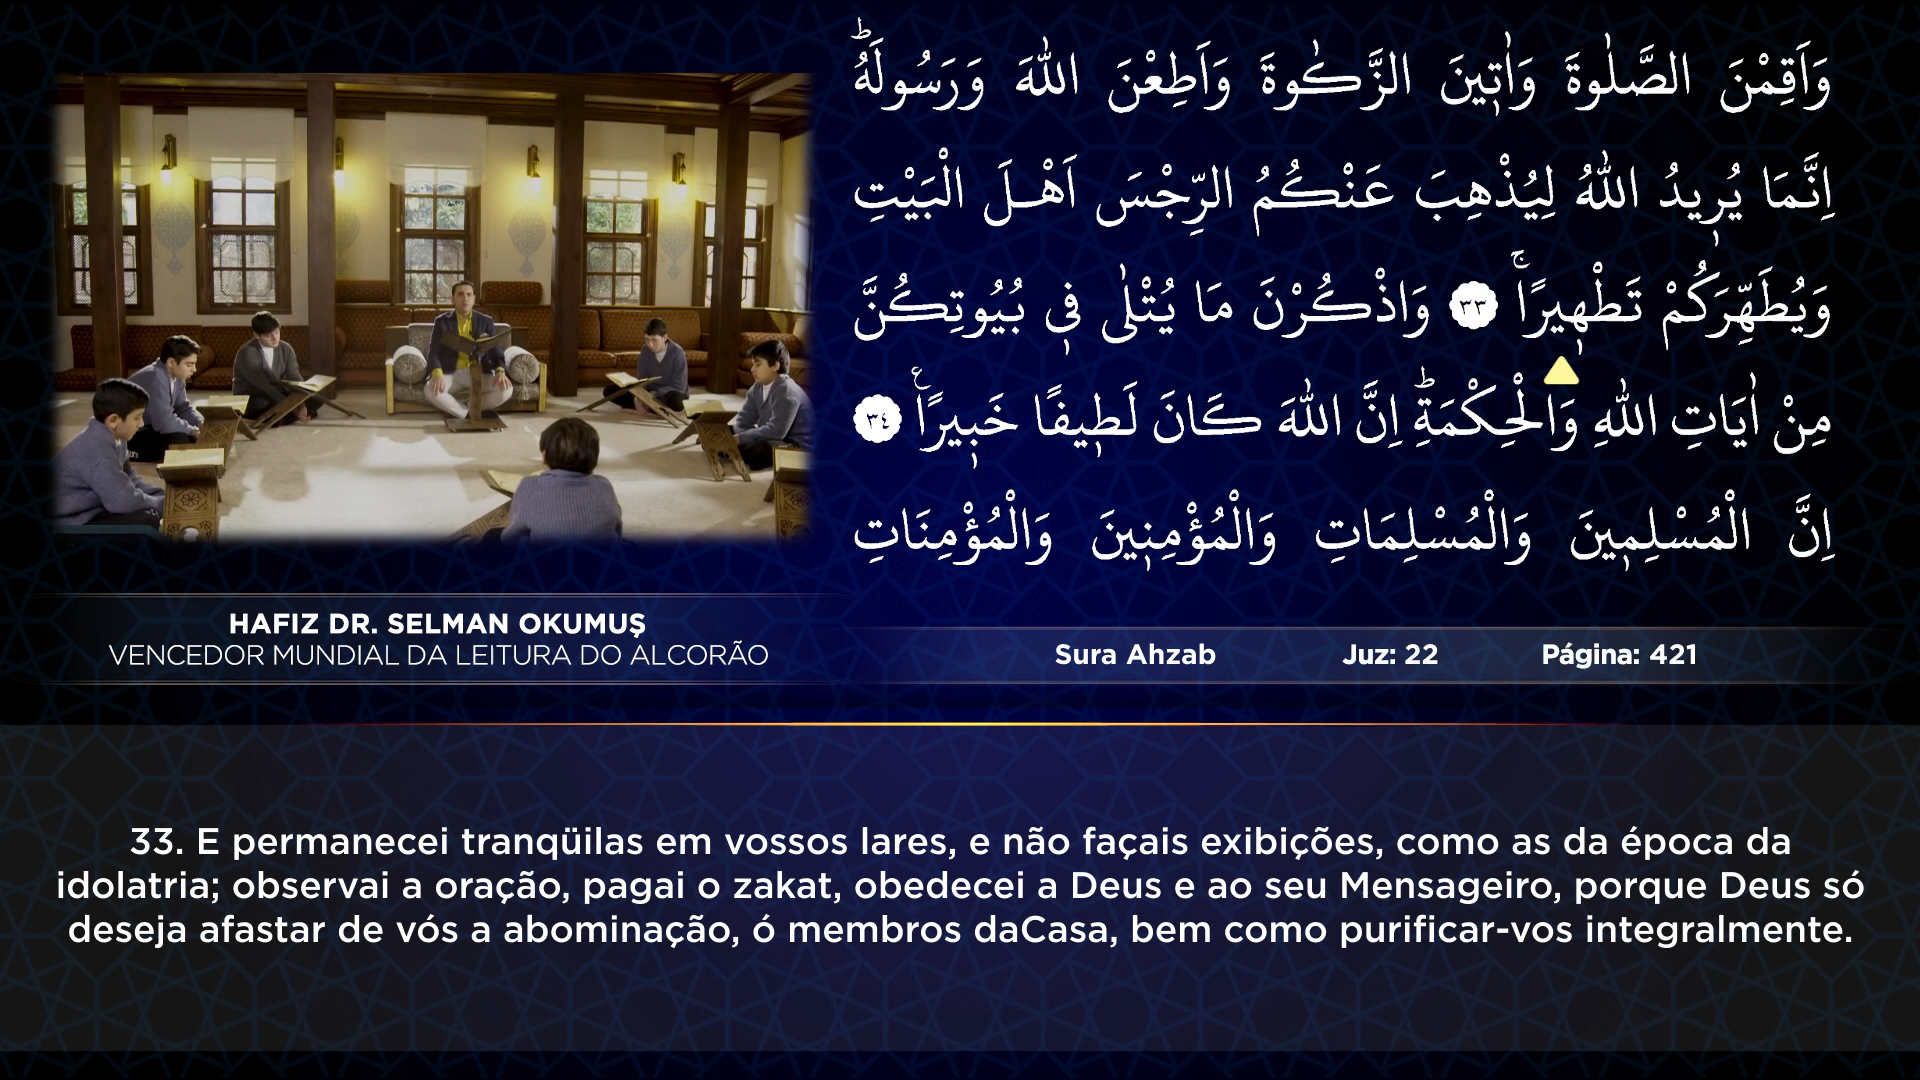 وَاَقِمْنَ الصَّلٰوةَ وَاٰت۪ينَ الزَّكٰوةَ وَاَطِعْنَ اللّٰهَ وَرَسُولَهُۜ
اِنَّمَا يُر۪يدُ اللّٰهُ لِيُذْهِبَ عَنْكُمُ الرِّجْسَ اَهْلَ الْبَيْتِ
وَيُطَهِّرَكُمْ تَطْه۪يرًاۚ ﴿٣٣﴾ وَاذْكُرْنَ مَا يُتْلٰى ف۪ي بُيُوتِكُنَّ
مِنْ اٰيَاتِ اللّٰهِ وَالْحِكْمَةِۜ اِنَّ اللّٰهَ كَانَ لَط۪يفًا خَب۪يرًاࣖ ﴿٣٤﴾
اِنَّ الْمُسْلِم۪ينَ وَالْمُسْلِمَاتِ وَالْمُؤْمِن۪ينَ وَالْمُؤْمِنَاتِ
HAFIZ DR. SELMAN OKUMUŞ
VENCEDOR MUNDIAL DA LEITURA DO ALCORÃO
Sura Ahzab Juz: 22 Página: 421
33. E permanecei tranqüilas em vossos lares, e não façais exibições, como as da época da
idolatria; observai a oração, pagai o zakat, obedecei a Deus e ao seu Mensageiro, porque Deus só
deseja afastar de vós a abominação, ó membros daCasa, bem como purificar-vos integralmente.